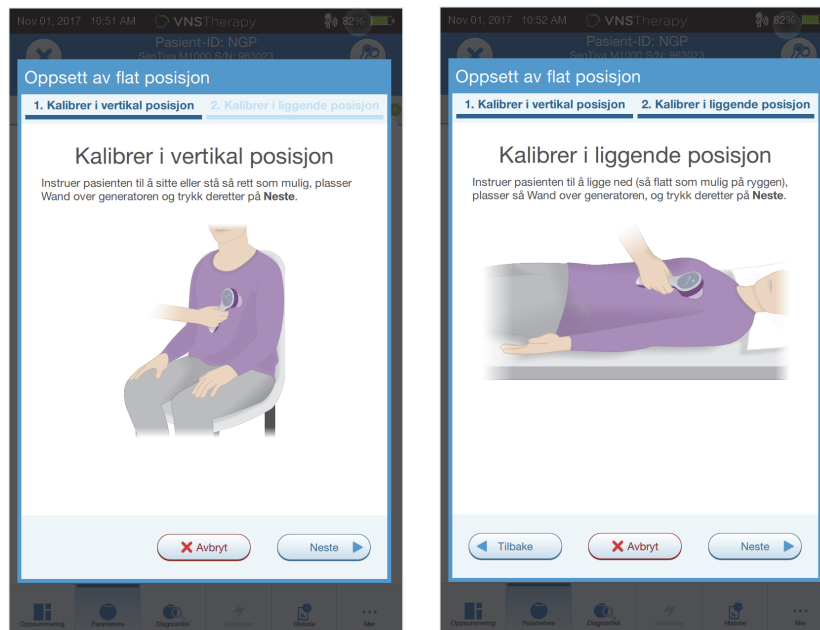 Nov 01, 2017 10:51 AM VNSTherapy 82%
Pasient-ID: NGP
SenTiva M1000 S/N: 963023
Oppsett av flat posisjon
1. Kalibrer i vertikal posisjon 2. Kalibrer i liggende posisjon
Kalibrer i vertikal posisjon
Instruer pasienten til å sitte eller stå så rett som mulig, plasser
Wand over generatoren og trykk deretter på Neste.
Avbryt Neste
Oppsummering Parametere Diagnostikk Historie Mer
Nov 01, 2017 10:52 AM VNSTherapy 82%
Pasient-ID: NGP
SenTiva M1000 S/N: 963023
Oppsett av flat posisjon
1. Kalibrer i vertikal posisjon 2. Kalibrer i liggende posisjon
Kalibrer i liggende posisjon
Instruer pasienten til å ligge ned (så flatt som mulig på ryggen),
plasser så Wand over generatoren, og trykk deretter på Neste.
Tilbake Avbryt Neste
Oppsummering Parametere Diagnostikk Historie Mer